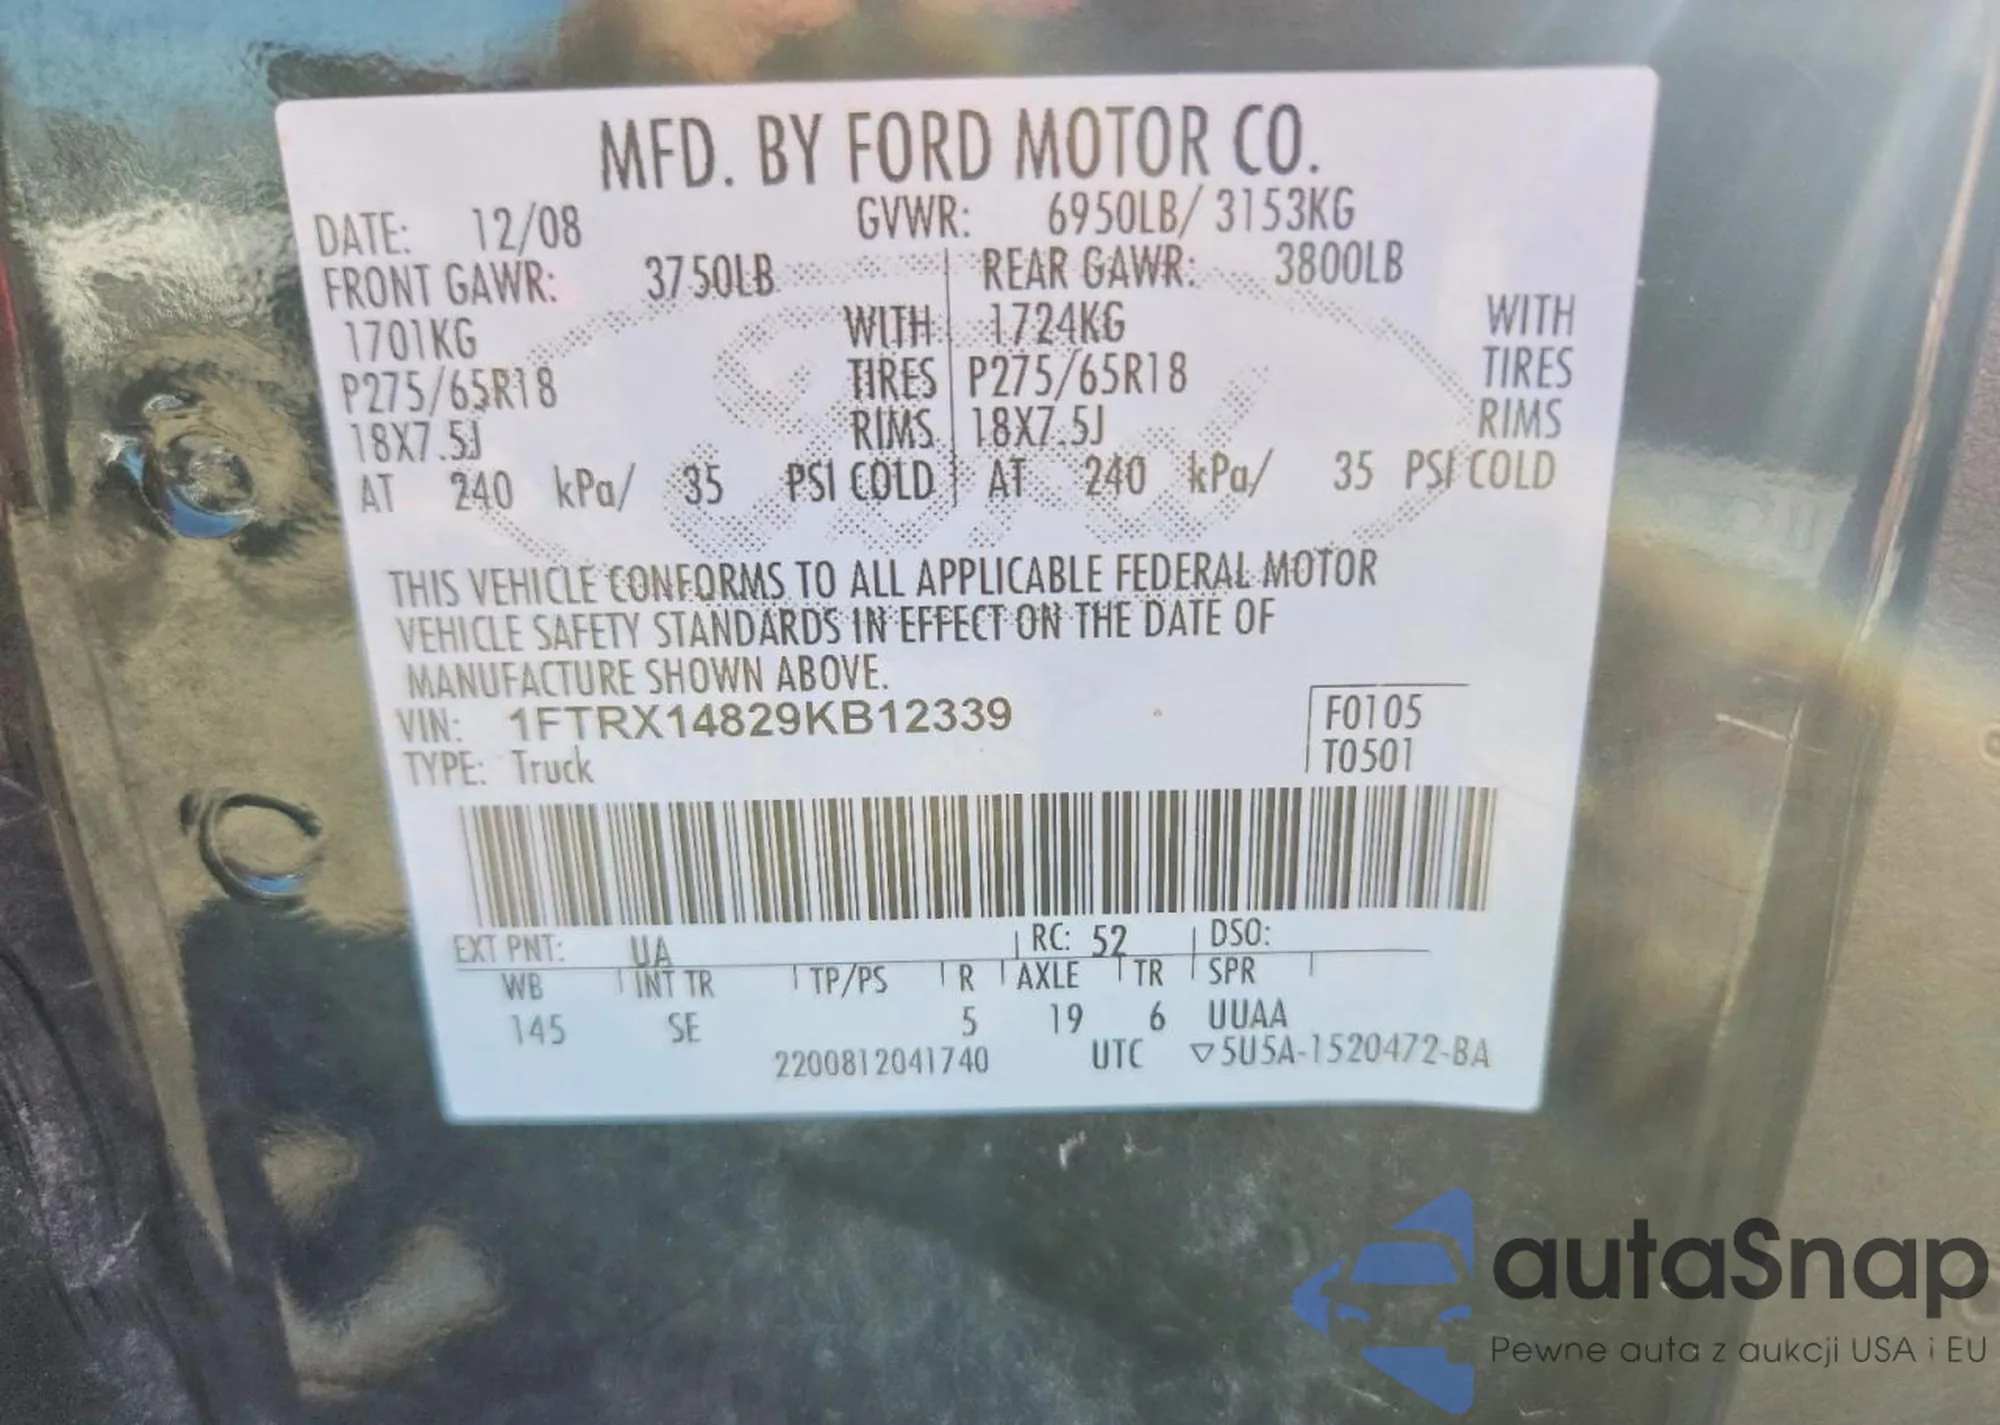 MFD. BY FORD MOTOR CO.
DATE: 12/08 GVWR: 6950LB/ 3153KG
FRONT GAWR: 3750LB REAR GAWR: 3800LB
1701KG WITH 1724KG WITH
P275/65R18 TIRES P275/65R18 TIRES
18X7.5J RIMS 18X7.5J RIMS
AT 240 kPa/ 35 PSI COLD AT 240 kPa/ 35 PSI COLD
THIS VEHICLE CONFORMS TO ALL APPLICABLE FEDERAL MOTOR
VEHICLE SAFETY STANDARDS IN EFFECT ON THE DATE OF
MANUFACTURE SHOWN ABOVE.
VIN: 1FTRX14829KB12339 F0105
TYPE: Truck T0501
EXT PNT: UA RC: 52 DSO:
WB INT TR TP/PS R AXLE TR SPR
145 SE 5 19 6 UUAA
2200812041740 UTC ▽5U5A-1520472-BA
autaSnap
Pewne auta z aukcji USA i EU